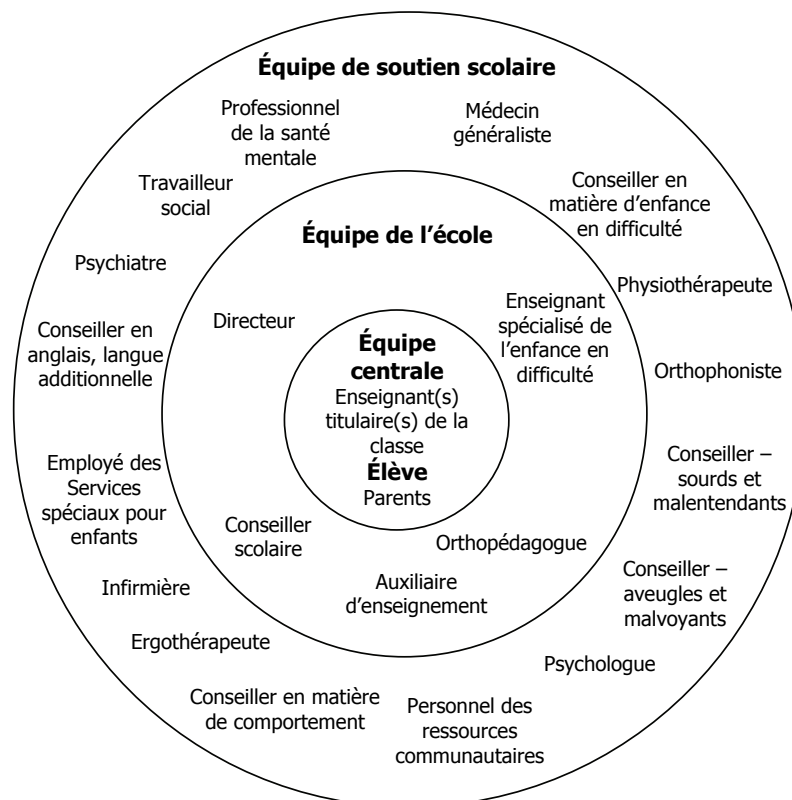 Équipe de soutien scolaire
Professionnel
de la santé
mentale
Médecin
généraliste
Travailleur
social
Conseiller en
matière d’enfance
en difficulté
Équipe de l’école
Psychiatre
Physiothérapeute
Directeur
Enseignant
spécialisé de
l’enfance en
difficulté
Conseiller en
anglais, langue
additionnelle
Équipe
centrale
Enseignant(s)
titulaire(s) de la
classe
Élève
Parents
Orthophoniste
Employé des
Services
spéciaux pour
enfants
Conseiller –
sourds et
malentendants
Conseiller
scolaire
Orthopédagogue
Auxiliaire
d’enseignement
Infirmière
Conseiller –
aveugles et
malvoyants
Ergothérapeute
Psychologue
Conseiller en matière
de comportement
Personnel des
ressources
communautaires